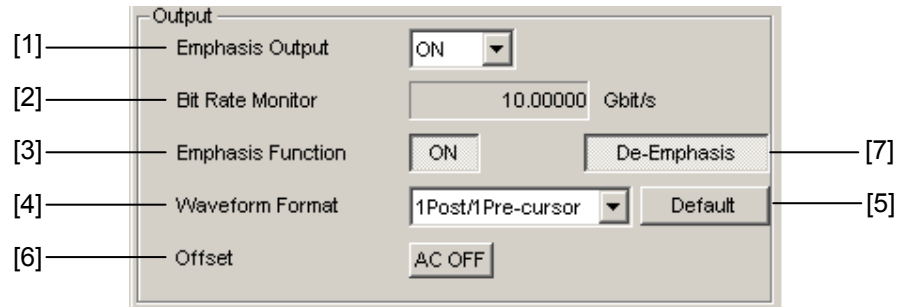 Output
[1] Emphasis Output ON
[2] Bit Rate Monitor 10.00000 Gbit/s
[3] Emphasis Function ON De-Emphasis [7]
[4] Waveform Format 1Post/1Pre-cursor Default [5]
[6] Offset AC OFF